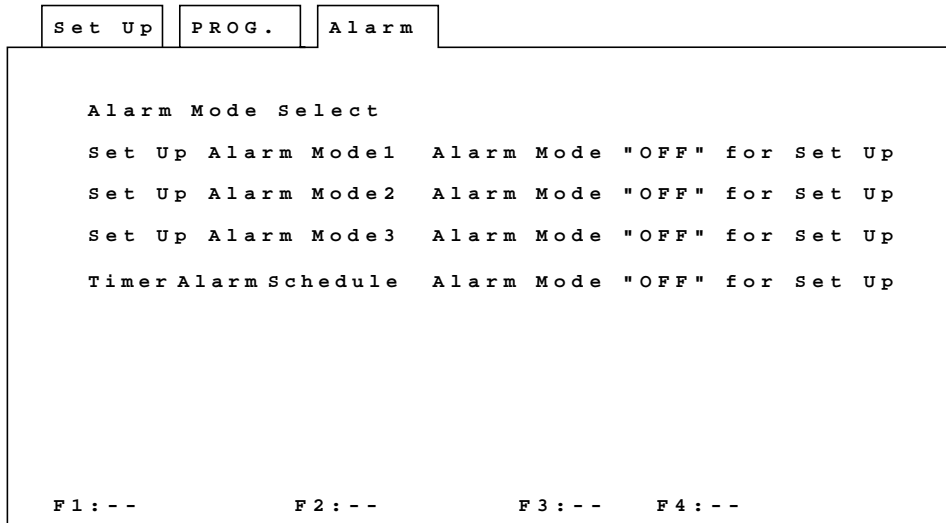 Set Up PROG. Alarm
Alarm Mode Select
Set Up Alarm Mode1 Alarm Mode "OFF" for Set Up
Set Up Alarm Mode2 Alarm Mode "OFF" for Set Up
Set Up Alarm Mode3 Alarm Mode "OFF" for Set Up
Timer Alarm Schedule Alarm Mode "OFF" for Set Up
F1:-- F2:-- F3:-- F4:--